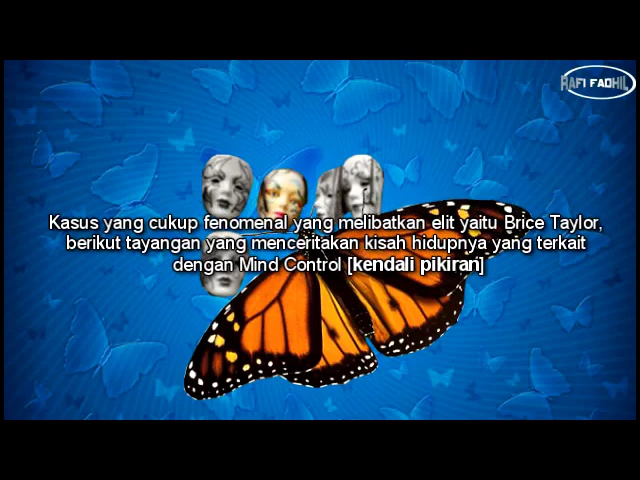 RAFI FADHIL
Kasus yang cukup fenomenal yang melibatkan elit yaitu Brice Taylor,
berikut tayangan yang menceritakan kisah hidupnya yang terkait
dengan Mind Control [kendali pikiran]